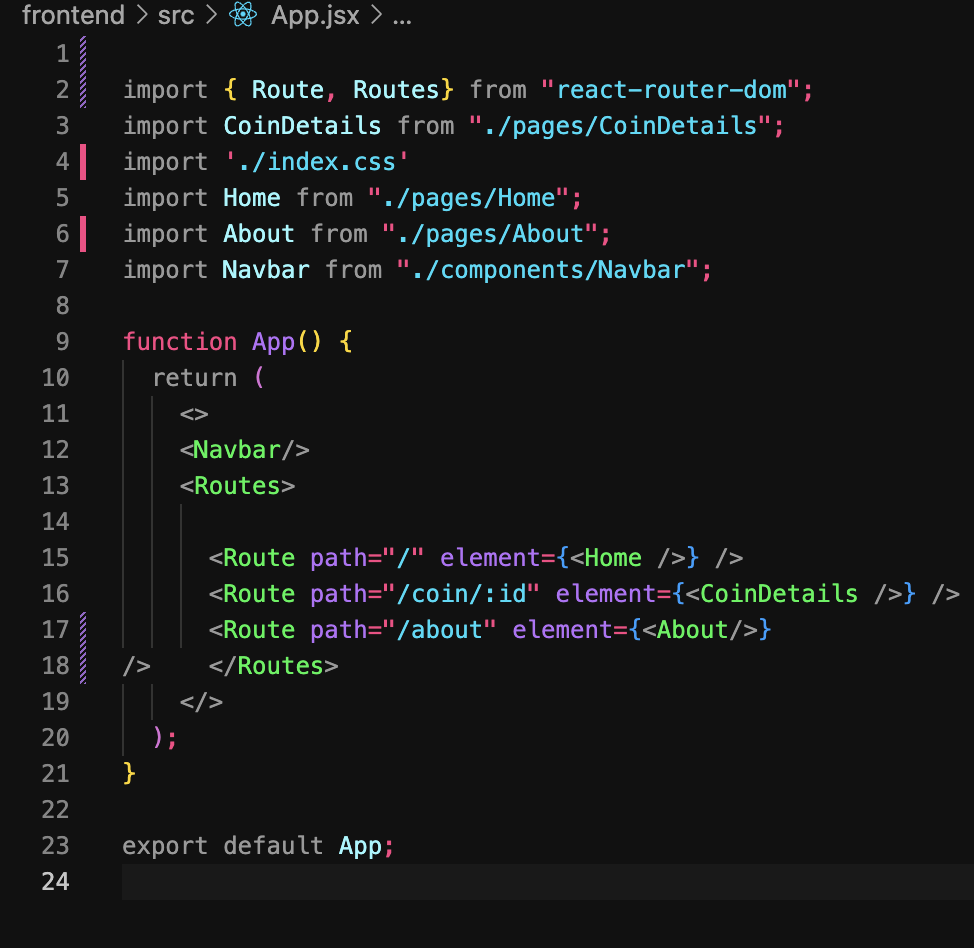 frontend > src > App.jsx > ...
1
2 import { Route, Routes} from "react-router-dom";
3 import CoinDetails from "./pages/CoinDetails";
4 import './index.css'
5 import Home from "./pages/Home";
6 import About from "./pages/About";
7 import Navbar from "./components/Navbar";
8
9 function App() {
10   return (
11     <>
12     <Navbar/>
13     <Routes>
14
15       <Route path="/" element={<Home />} />
16       <Route path="/coin/:id" element={<CoinDetails />} />
17       <Route path="/about" element={<About/>}
18 />    </Routes>
19     </>
20   );
21 }
22
23 export default App;
24